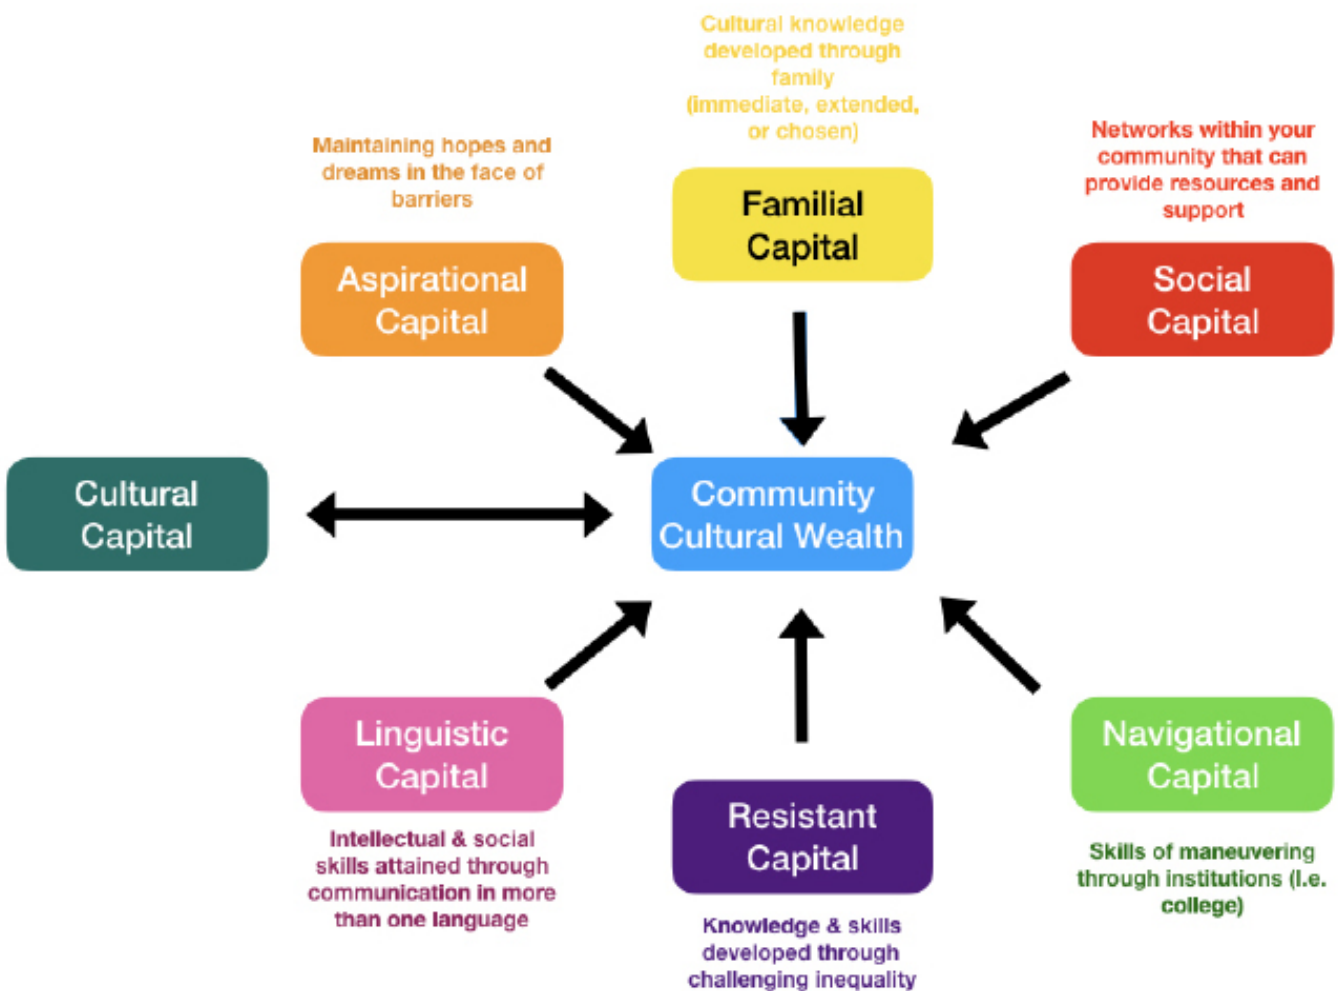 Cultural knowledge
developed through
family
(immediate, extended,
or chosen)
Maintaining hopes and
dreams in the face of
barriers
Networks within your
community that can
provide resources and
support
Familial
Capital
Aspirational
Capital
Social
Capital
Cultural
Capital
Community
Cultural Wealth
Linguistic
Capital
Navigational
Capital
Resistant
Capital
Intellectual & social
skills attained through
communication in more
than one language
Skills of maneuvering
through institutions (I.e.
college)
Knowledge & skills
developed through
challenging inequality